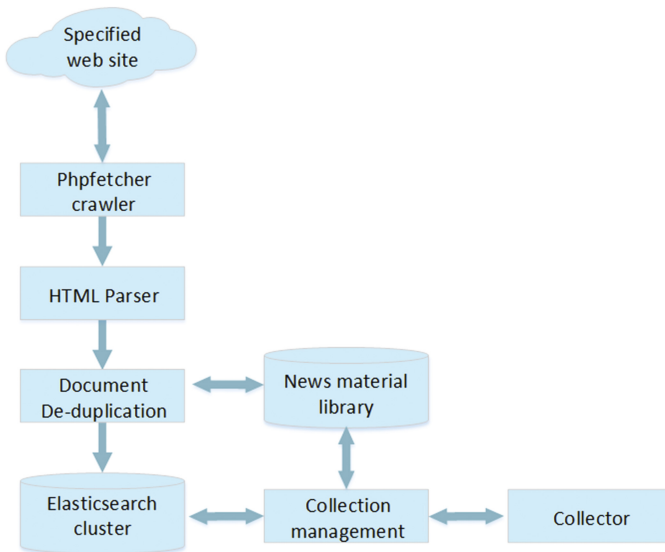 Specified
web site
Phpfetcher
crawler
HTML Parser
Document
De-duplication
News material
library
Elasticsearch
cluster
Collection
management
Collector